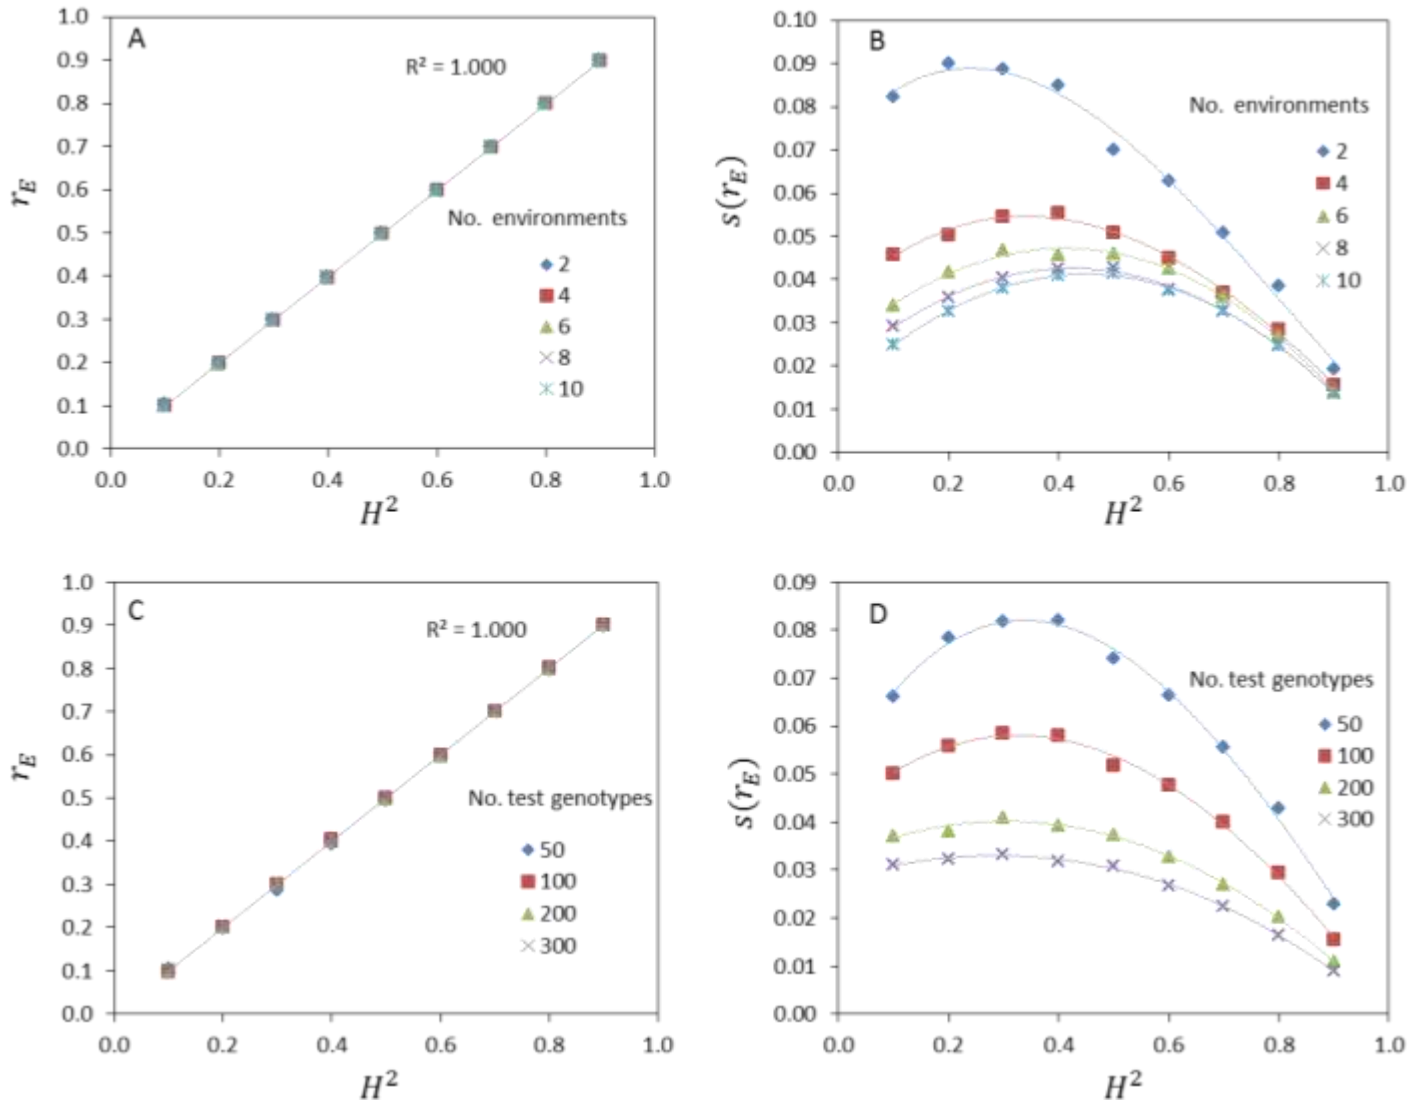 A
R² = 1.000
r_E
1.0
0.9
0.8
0.7
0.6
0.5
0.4
0.3
0.2
0.1
0.0
No. environments
2
4
6
8
10
0.0 0.2 0.4 0.6 0.8 1.0
H²
B
s(r_E)
0.10
0.09
0.08
0.07
0.06
0.05
0.04
0.03
0.02
0.01
0.00
No. environments
2
4
6
8
10
0.0 0.2 0.4 0.6 0.8 1.0
H²
C
R² = 1.000
r_E
1.0
0.9
0.8
0.7
0.6
0.5
0.4
0.3
0.2
0.1
0.0
No. test genotypes
50
100
200
300
0.0 0.2 0.4 0.6 0.8 1.0
H²
D
s(r_E)
0.09
0.08
0.07
0.06
0.05
0.04
0.03
0.02
0.01
0.00
No. test genotypes
50
100
200
300
0.0 0.2 0.4 0.6 0.8 1.0
H²